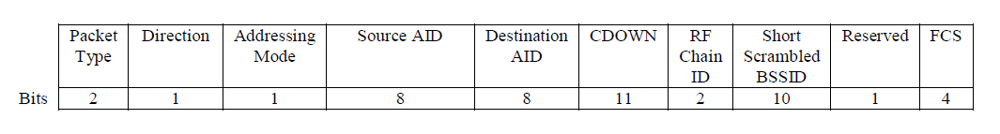 Packet Type Direction Addressing Mode Source AID Destination AID CDOWN RF Chain ID Short Scrambled BSSID Reserved FCS
Bits 2 1 1 8 8 11 2 10 1 4